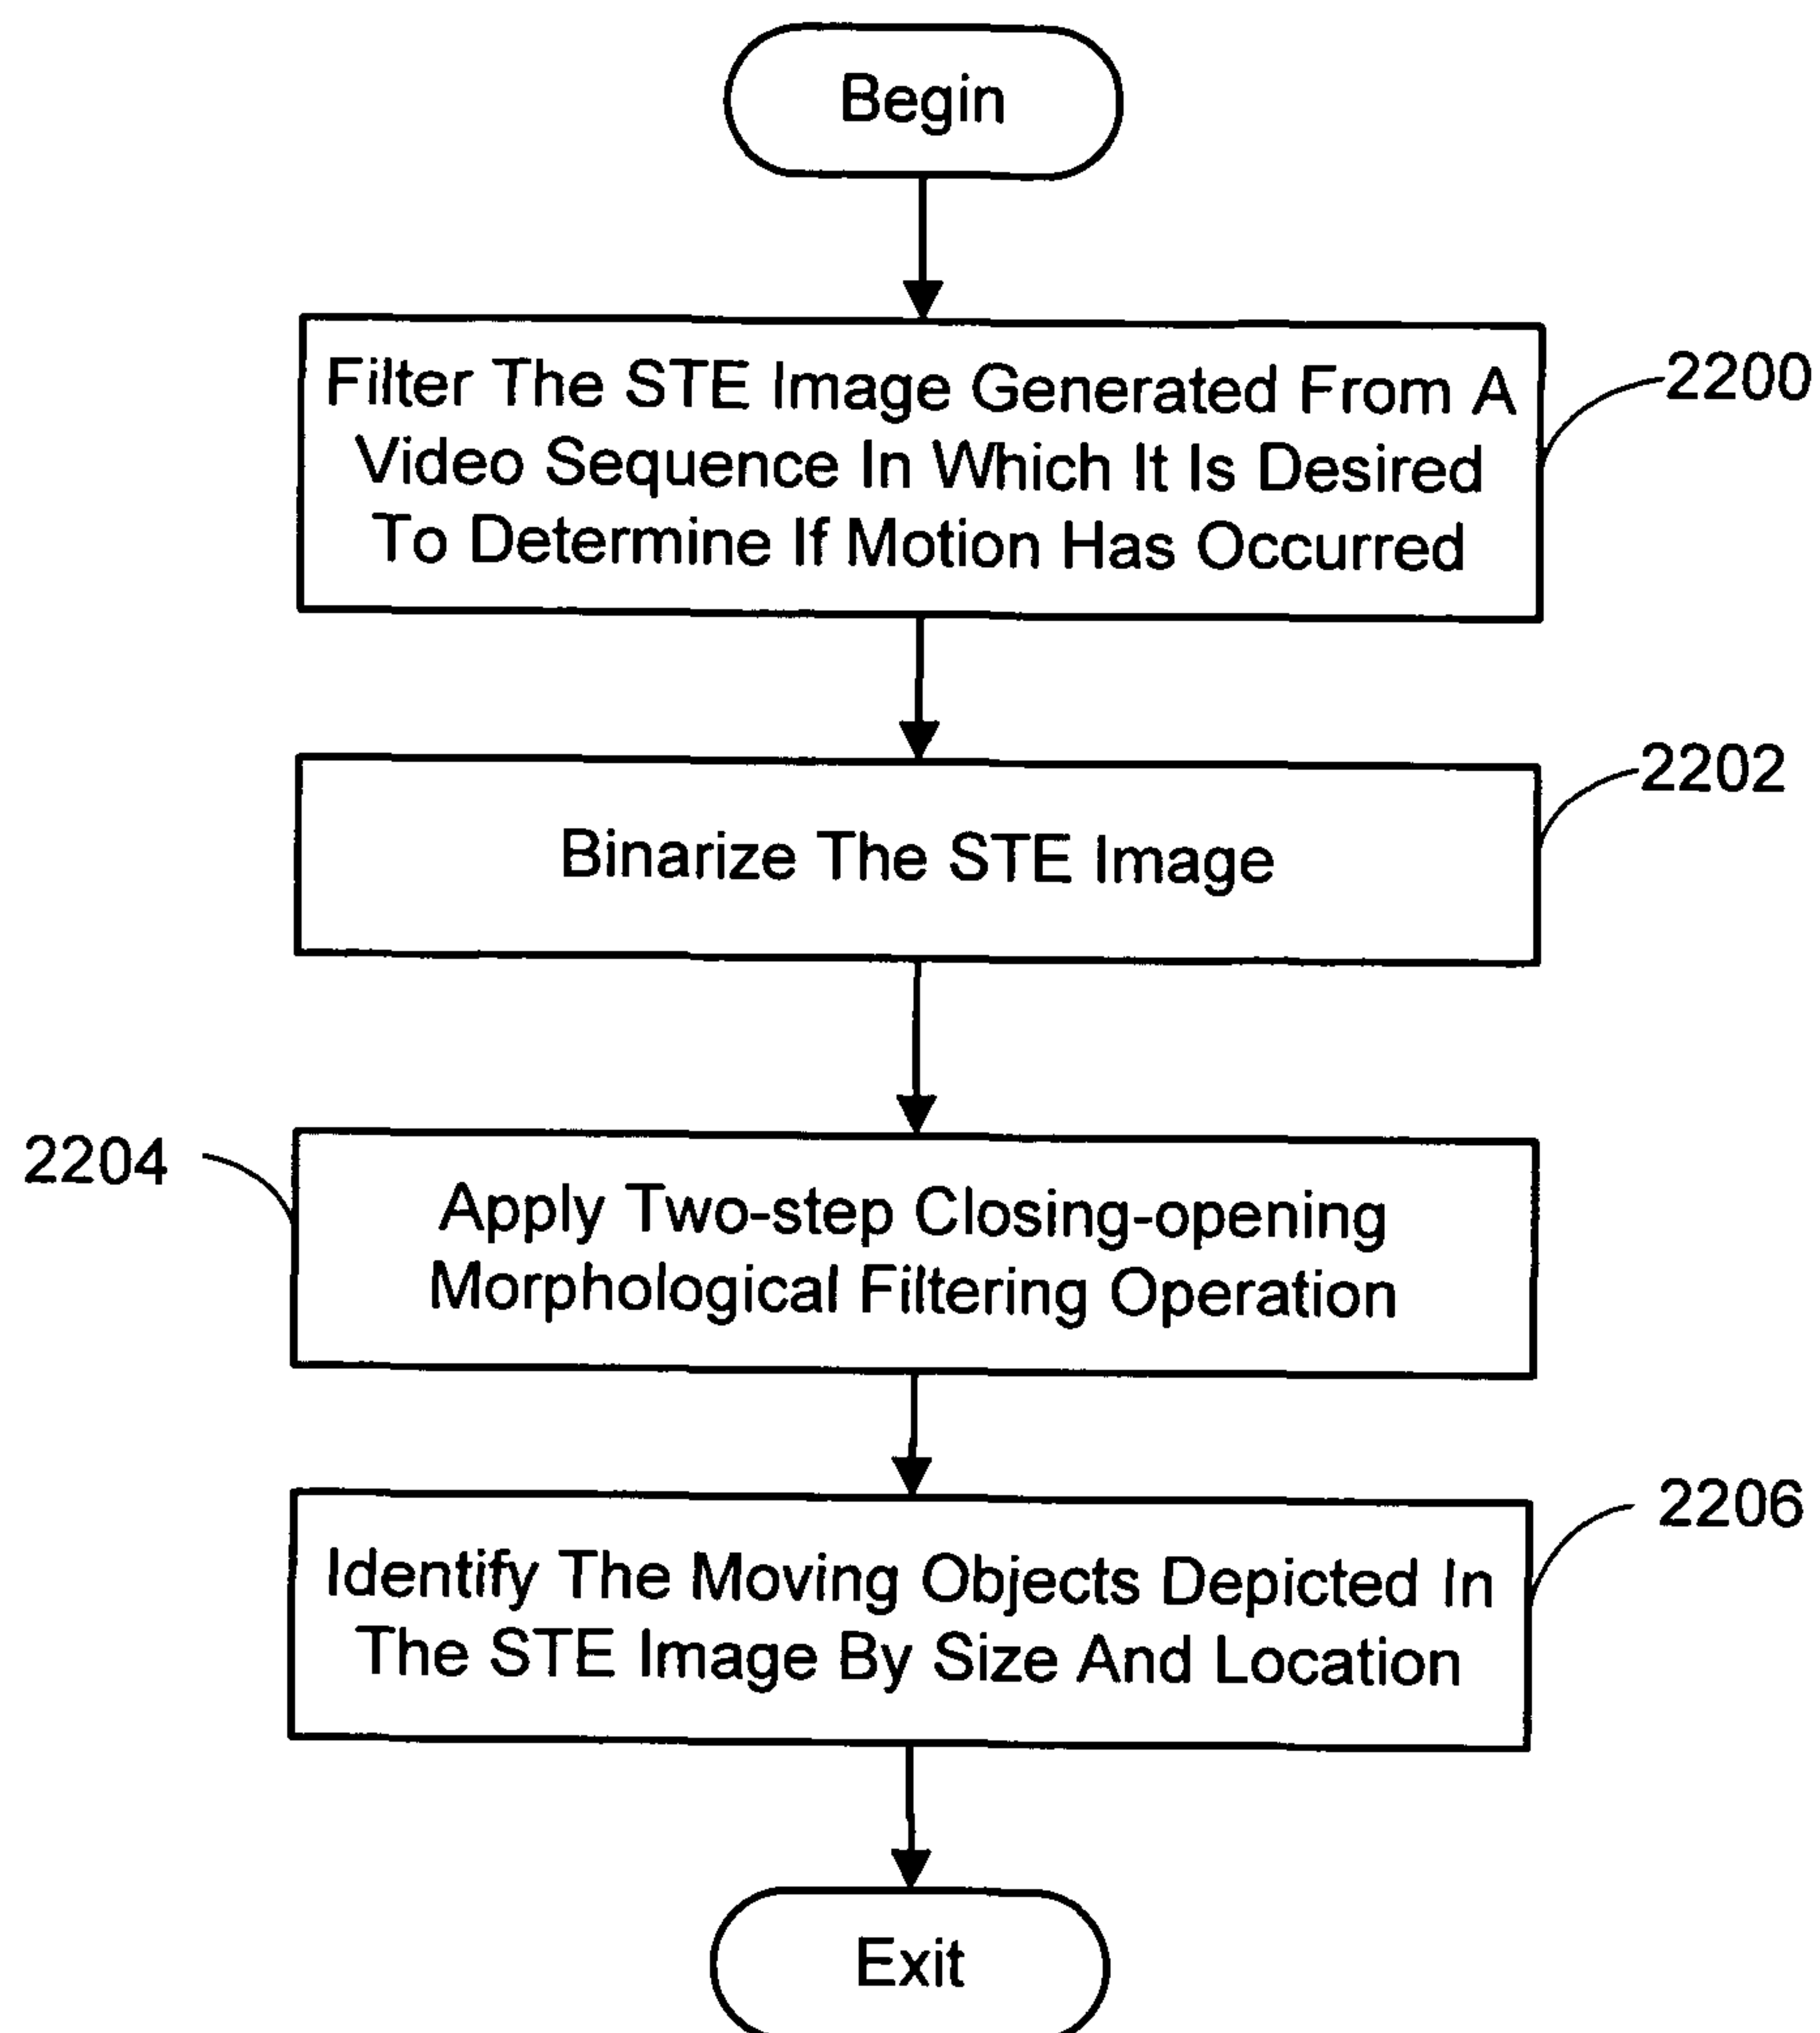 Begin
Filter The STE Image Generated From A
Video Sequence In Which It Is Desired
To Determine If Motion Has Occurred
2200
Binarize The STE Image
2202
2204
Apply Two-step Closing-opening
Morphological Filtering Operation
Identify The Moving Objects Depicted In
The STE Image By Size And Location
2206
Exit